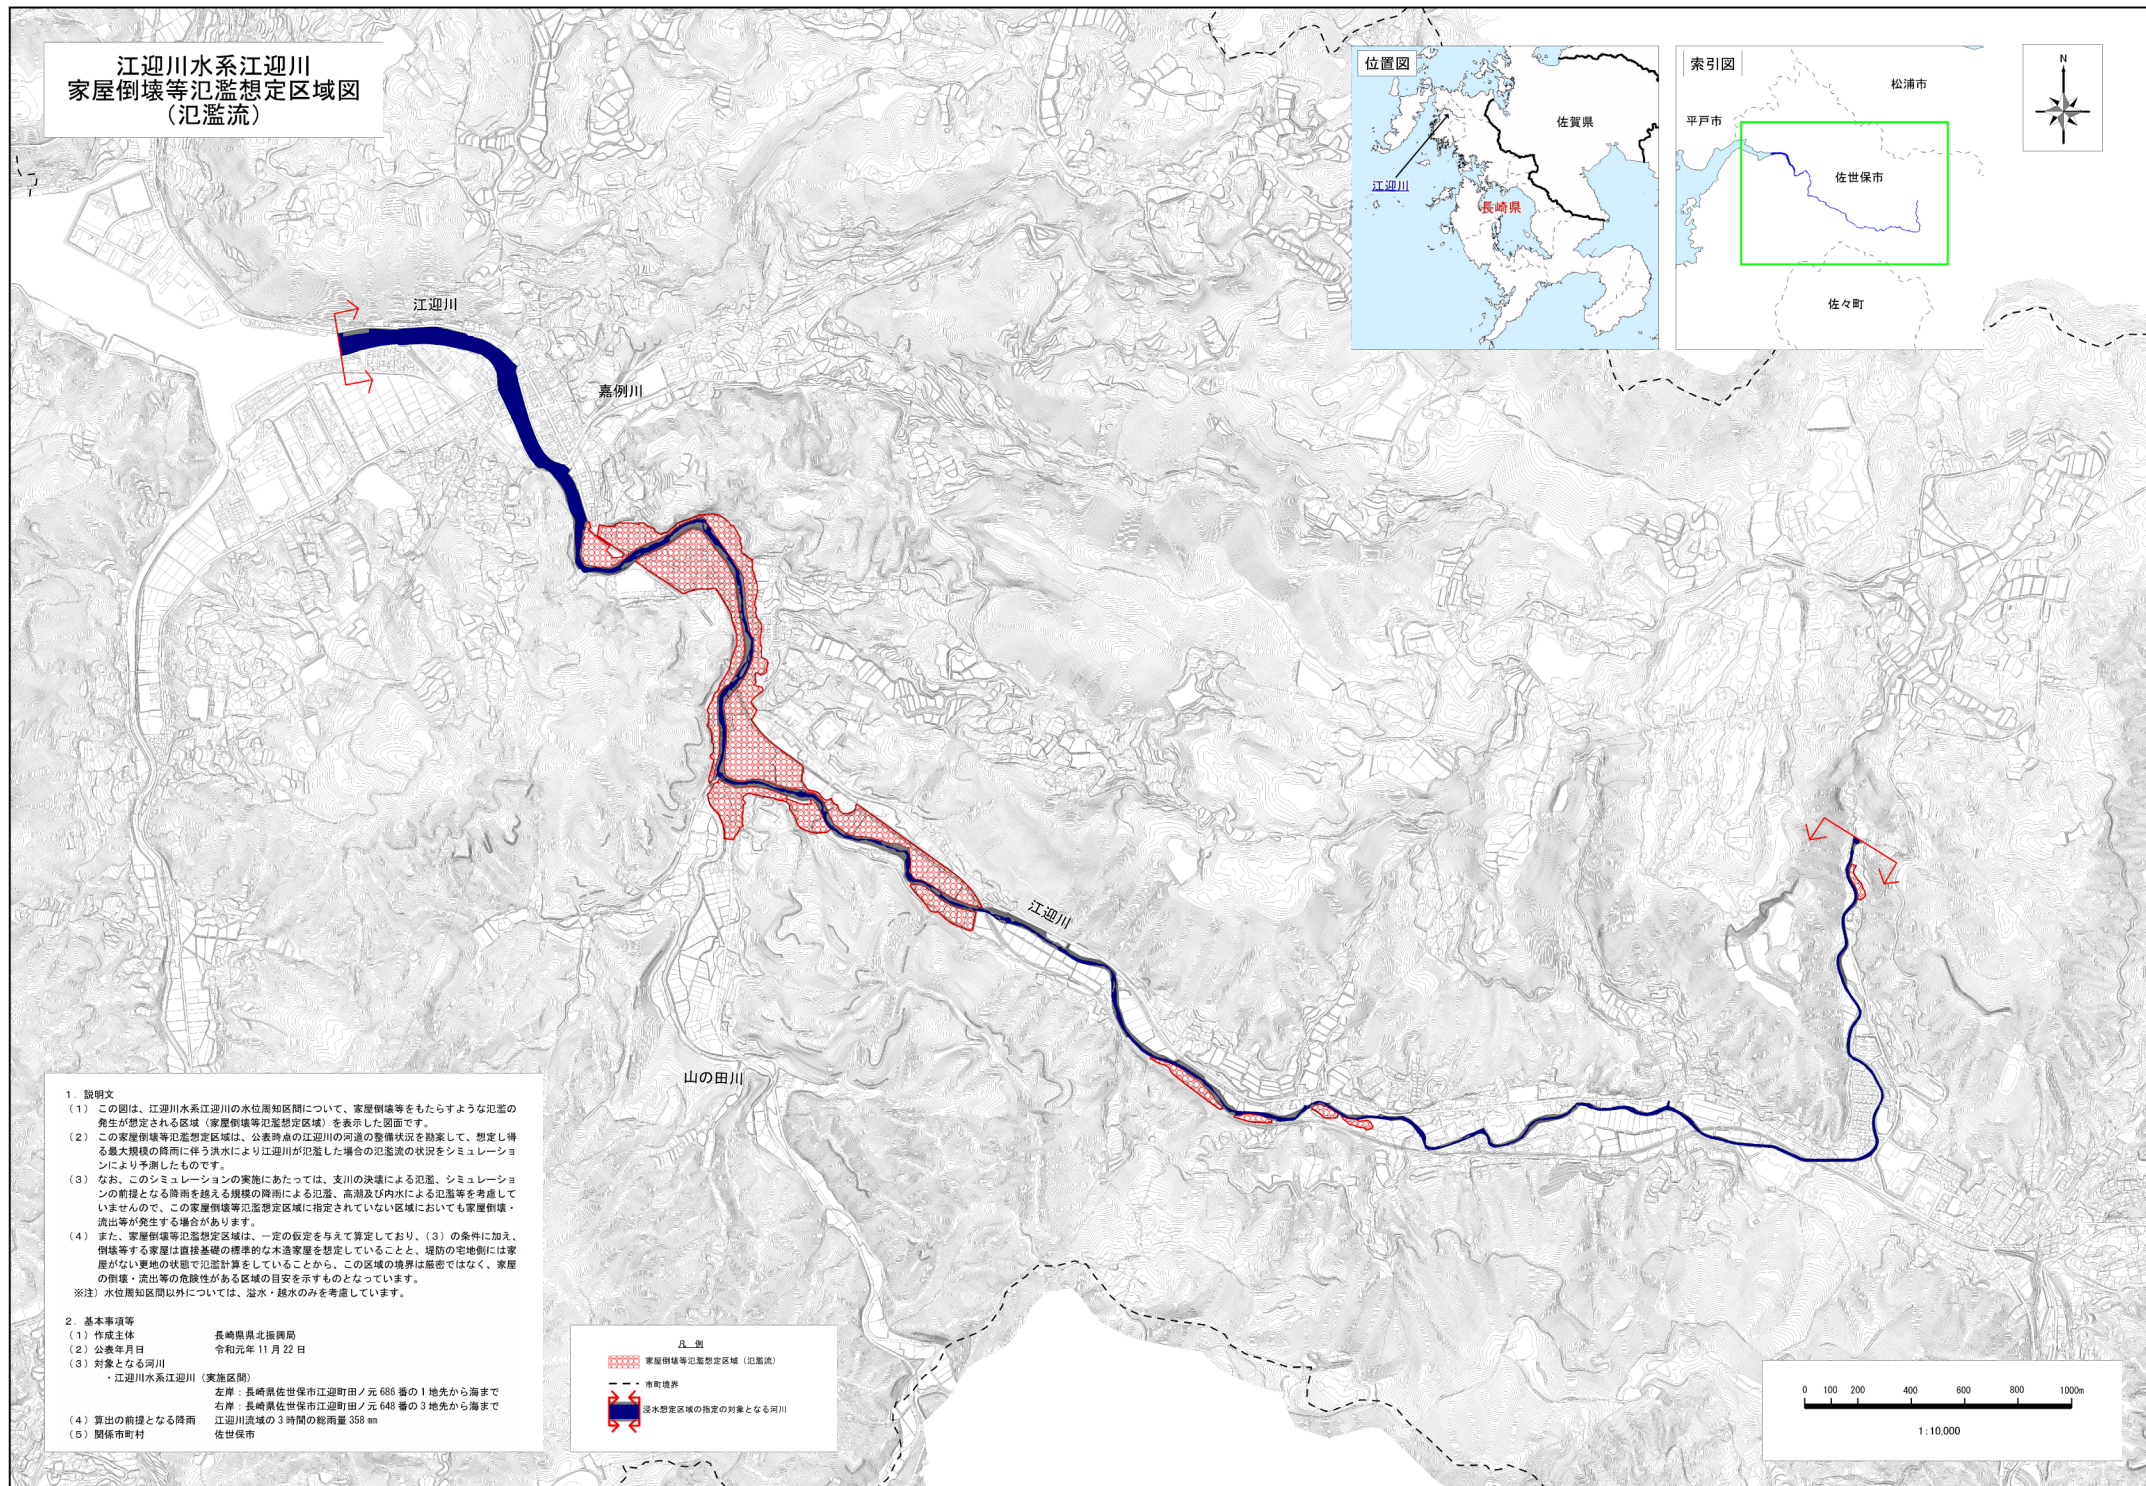 江迎川水系江迎川
家屋倒壊等氾濫想定区域図
（氾濫流）
位置図
佐賀県
江迎川
長崎県
索引図
松浦市
平戸市
佐世保市
佐々町
N
江迎川
嘉例川
江迎川
山の田川
1．説明文
（1） この図は、江迎川水系江迎川の水位周知区間について、家屋倒壊等をもたらすような氾濫の
発生が想定される区域（家屋倒壊等氾濫想定区域）を表示した図面です。
（2） この家屋倒壊等氾濫想定区域は、公表時点の江迎川の河道の整備状況を勘案して、想定し得
る最大規模の降雨に伴う洪水により江迎川が氾濫した場合の氾濫流の状況をシミュレーショ
ンにより予測したものです。
（3） なお、このシミュレーションの実施にあたっては、支川の決壊による氾濫、シミュレーショ
ンの前提となる降雨を越える規模の降雨による氾濫、高潮及び内水による氾濫等を考慮して
いませんので、この家屋倒壊等氾濫想定区域に指定されていない区域においても家屋倒壊・
流出等が発生する場合があります。
（4） また、家屋倒壊等氾濫想定区域は、一定の仮定を与えて算定しており、（3）の条件に加え、
倒壊等する家屋は直接基礎の標準的な木造家屋を想定していることと、堤防の宅地側には家
屋がない更地の状態で氾濫計算をしていることから、この区域の境界は厳密ではなく、家屋
の倒壊・流出等の危険性がある区域の目安を示すものとなっています。
※注）水位周知区間以外については、溢水・越水のみを考慮しています。
2．基本事項等
（1）作成主体 長崎県県北振興局
（2）公表年月日 令和元年 11 月 22 日
（3）対象となる河川
・江迎川水系江迎川（実施区間）
左岸：長崎県佐世保市江迎町田ノ元 686 番の 1 地先から海まで
右岸：長崎県佐世保市江迎町田ノ元 648 番の 3 地先から海まで
（4）算出の前提となる降雨 江迎川流域の 3 時間の総雨量 358 mm
（5）関係市町村 佐世保市
凡 例
家屋倒壊等氾濫想定区域（氾濫流）
市町境界
浸水想定区域の指定の対象となる河川
0 100 200 400 600 800 1000m
1:10,000